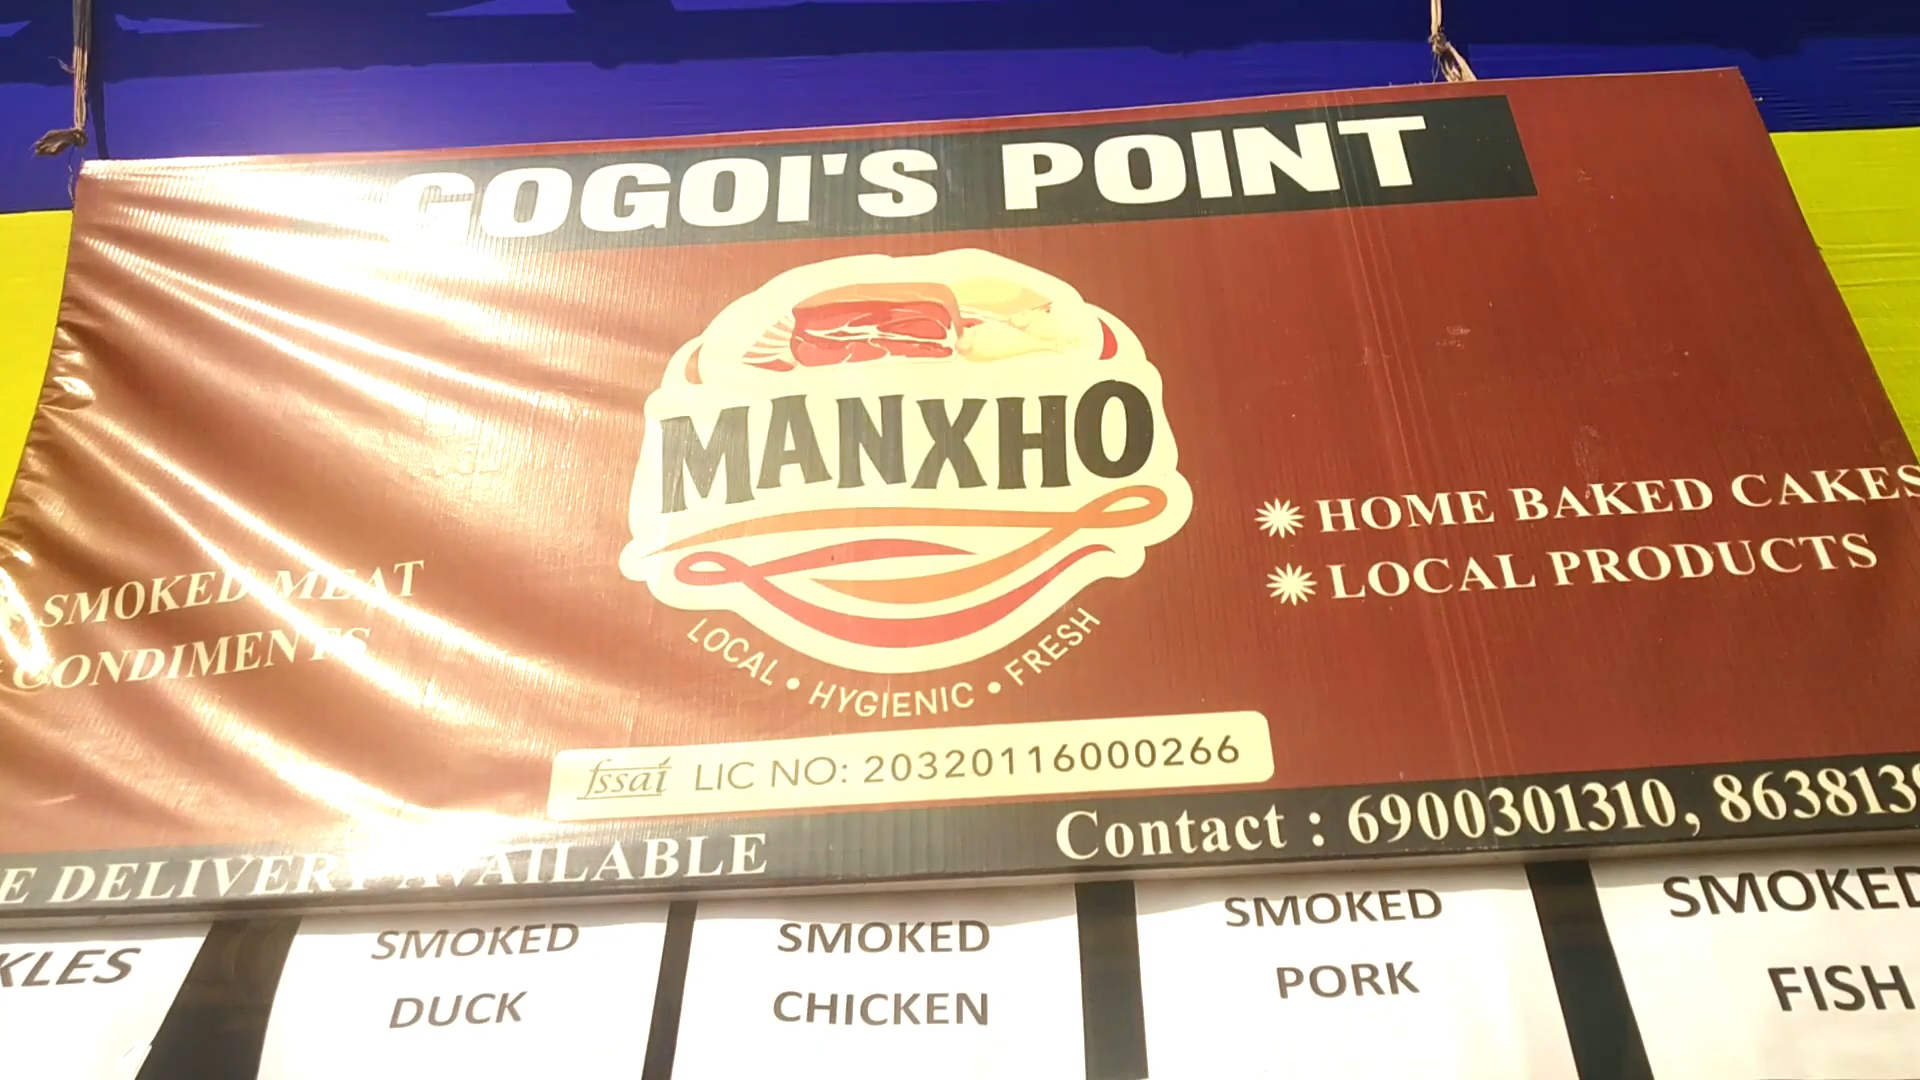 GOGOI'S POINT
MANXHO
LOCAL • HYGIENIC • FRESH
SMOKED MEAT
CONDIMENTS
HOME BAKED CAKES
LOCAL PRODUCTS
fssai LIC NO: 20320116000266
DELIVERY AVAILABLE
Contact : 6900301310,
SMOKED
DUCK
SMOKED
CHICKEN
SMOKED
PORK
SMOKED
FISH